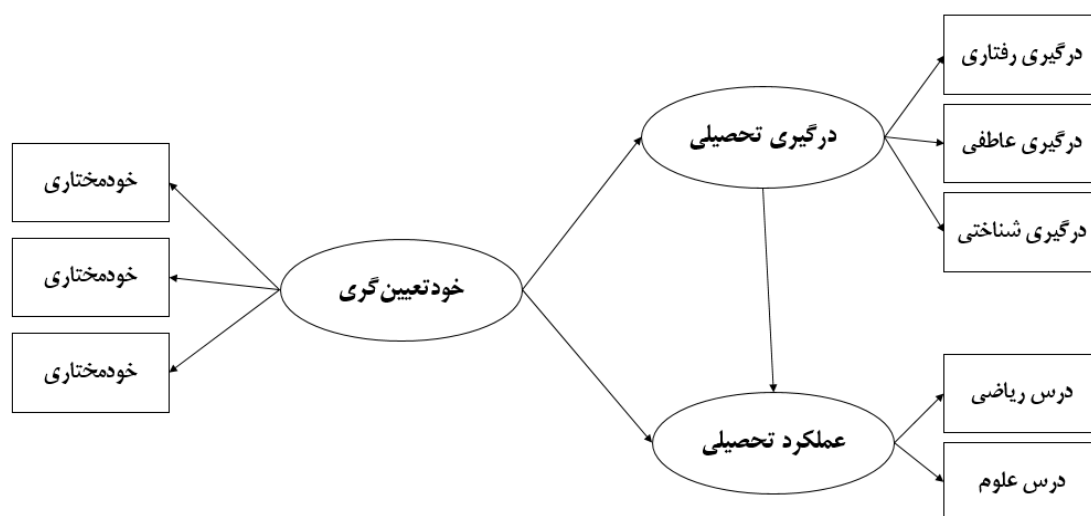 درگیری رفتاری
درگیری تحصیلی
درگیری عاطفی
خودمختاری
درگیری شناختی
خودمختاری
خودتعیین‌گری
خودمختاری
درس ریاضی
عملکرد تحصیلی
درس علوم